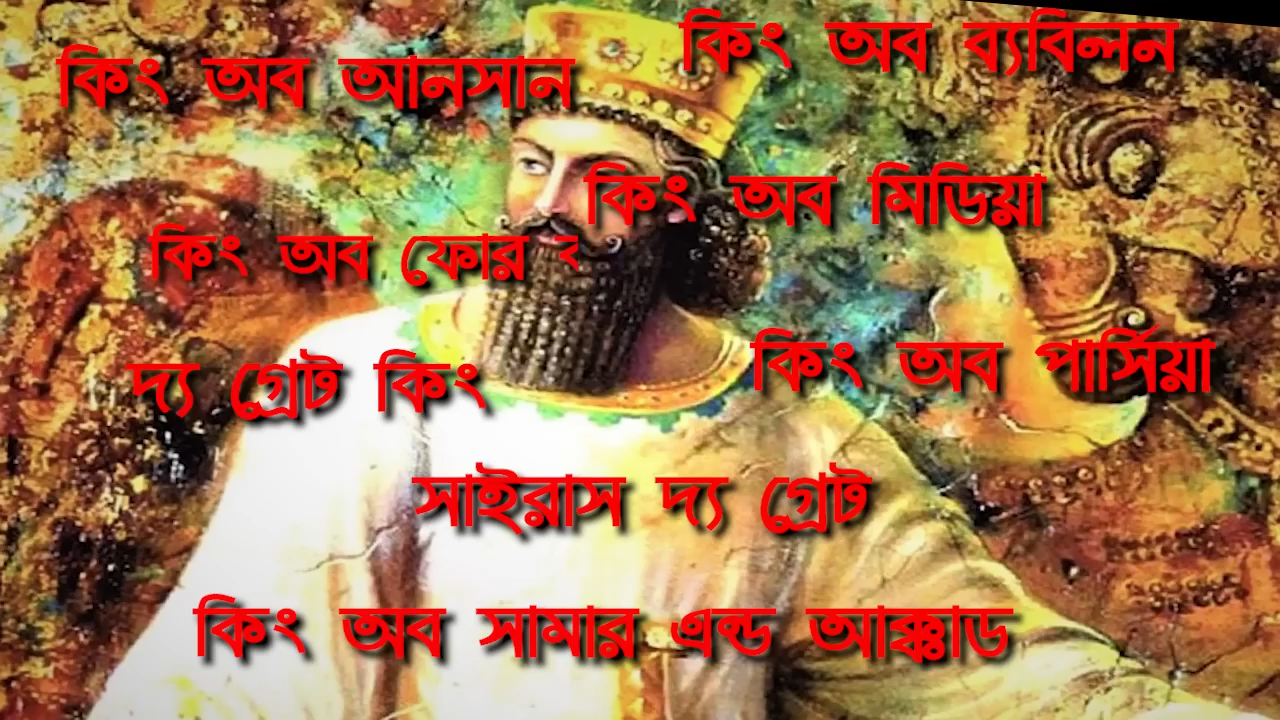 কিং অব আনসান
কিং অব ব্যবিলন
কিং অব মিডিয়া
কিং অব ফোর
দ্য গ্রেট কিং
কিং অব পার্সিয়া
সাইরাস দ্য গ্রেট
কিং অব সামার এন্ড আক্কাড